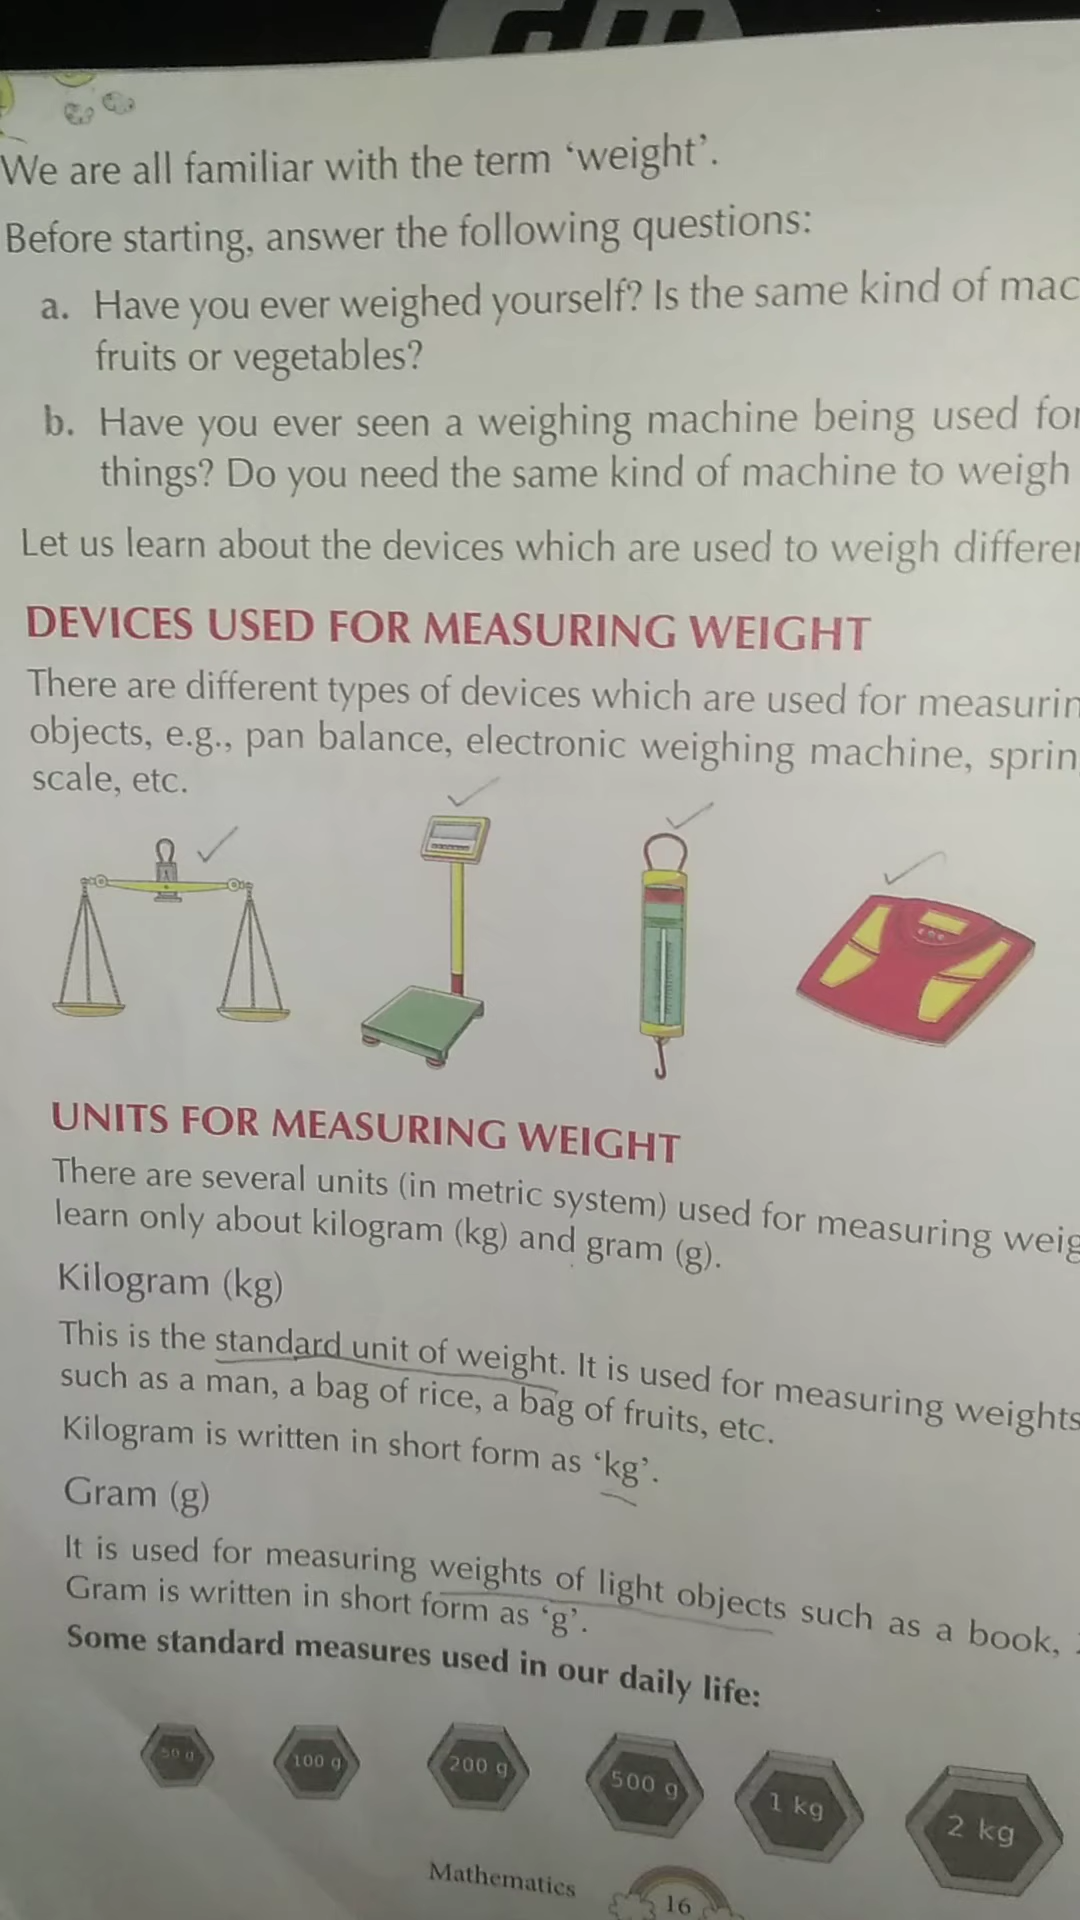 We are all familiar with the term ‘weight’.
Before starting, answer the following questions:
a. Have you ever weighed yourself? Is the same kind of mac
fruits or vegetables?
b. Have you ever seen a weighing machine being used for
things? Do you need the same kind of machine to weigh
Let us learn about the devices which are used to weigh differen
DEVICES USED FOR MEASURING WEIGHT
There are different types of devices which are used for measurin
objects, e.g., pan balance, electronic weighing machine, sprin
scale, etc.
UNITS FOR MEASURING WEIGHT
There are several units (in metric system) used for measuring weig
learn only about kilogram (kg) and gram (g).
Kilogram (kg)
This is the standard unit of weight. It is used for measuring weights
such as a man, a bag of rice, a bag of fruits, etc.
Kilogram is written in short form as ‘kg’.
Gram (g)
It is used for measuring weights of light objects such as a book,
Gram is written in short form as ‘g’.
Some standard measures used in our daily life:
50 g 100 g 200 g 500 g 1 kg 2 kg
Mathematics 16